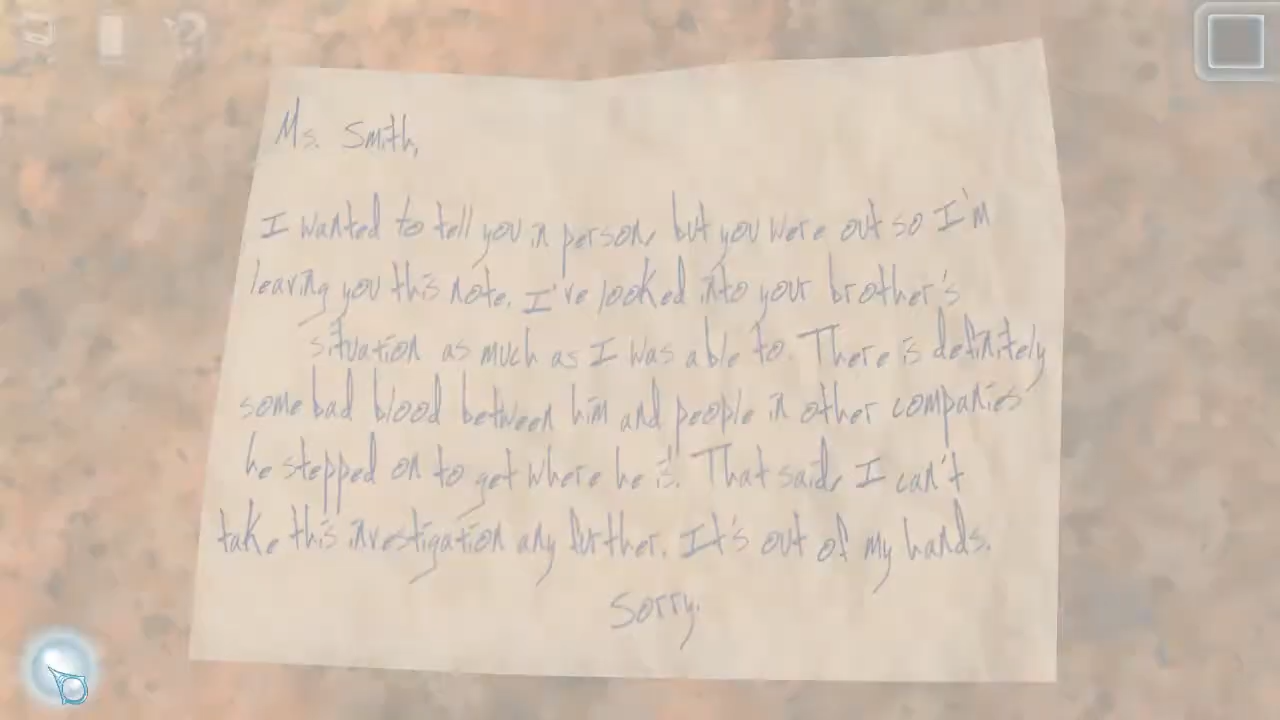 Ms. Smith,
I wanted to tell you in person, but you were out so I'm
leaving you this note. I've looked into your brother's
situation as much as I was able to. There is definitely
some bad blood between him and people in other companies
he stepped on to get where he is. That said, I can't
take this investigation any further. It's out of my hands.
Sorry.